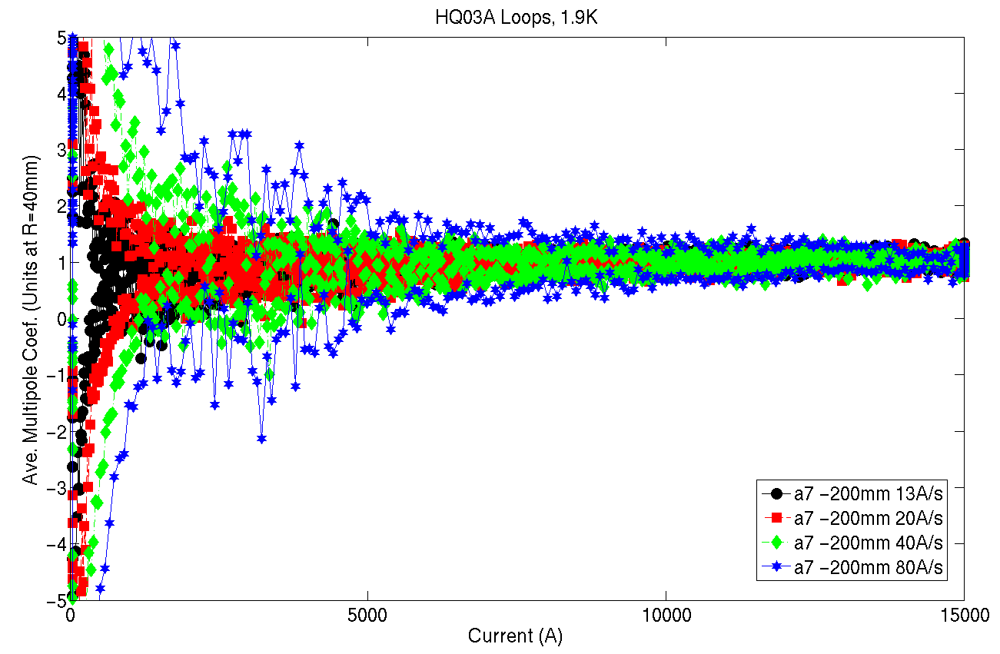 HQ03A Loops, 1.9K
Ave. Multipole Coef. (Units at R=40mm)
5
4
3
2
1
0
−1
−2
−3
−4
−5
0
5000
10000
15000
Current (A)
a7 −200mm 13A/s
a7 −200mm 20A/s
a7 −200mm 40A/s
a7 −200mm 80A/s